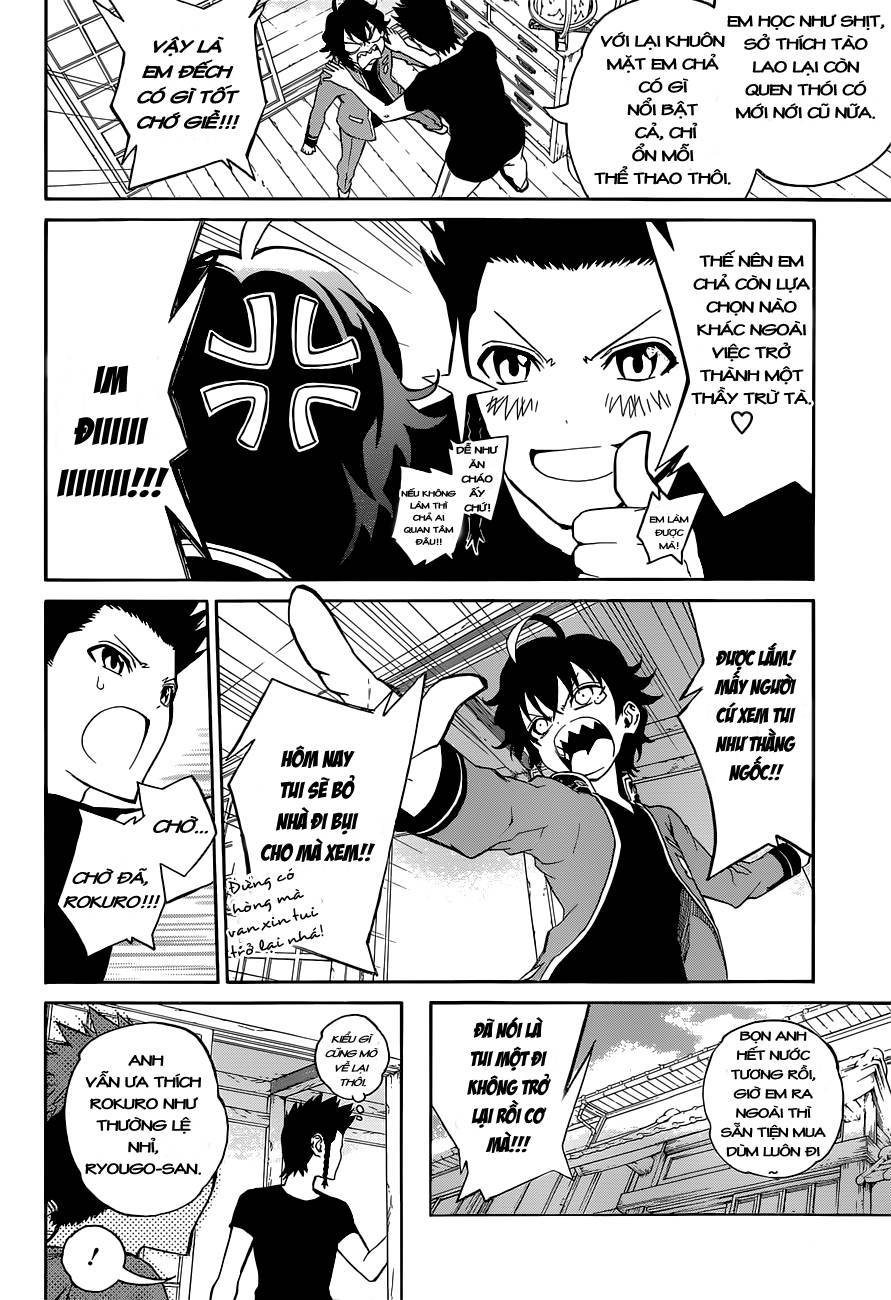 EM HỌC NHƯ SHIT,
SỞ THÍCH TÀO
LAO LẠI CÒN
QUEN THÓI CÓ
MỚI NỚI CŨ NỮA.
VỚI LẠI KHUÔN
MẶT EM CHẢ
CÓ GÌ
NỔI BẬT
CẢ, CHỈ
ỔN MỖI
THỂ THAO THÔI.
VẬY LÀ
EM ĐẾCH
CÓ GÌ TỐT
CHỚ GIỀ!!!
THẾ NÊN EM
CHẢ CÒN LỰA
CHỌN NÀO
KHÁC NGOÀI
VIỆC TRỞ
THÀNH MỘT
THẦY TRỪ TÀ.
♡
EM LÀM
ĐƯỢC
MÀ!
DỄ NHƯ
ĂN
CHÁO
ẤY
CHỨ!
NẾU KHÔNG
LÀM THÌ
CHẢ AI
QUAN TÂM
ĐÂU!!
IM
ĐIIIIIII
IIIIIIIII!!!
ĐƯỢC LẮM!
MẤY NGƯỜI
CỨ XEM TUI
NHƯ THẰNG
NGỐC!!
HÔM NAY
TUI SẼ BỎ
NHÀ ĐI BỤI
CHO MÀ XEM!!
Đừng có
hòng mà
van xin tui
trở lại nhá!
CHỜ...
CHỜ ĐÃ,
ROKURO!!!
BỌN ANH
HẾT NƯỚC
TƯƠNG RỒI,
GIỜ EM RA
NGOÀI THÌ
SẴN TIỆN MUA
DÙM LUÔN ĐI
~
ĐÃ NÓI LÀ
TUI MỘT ĐI
KHÔNG TRỞ
LẠI RỒI CƠ
MÀ!!!
KIỂU GÌ
CŨNG MÒ
VỀ LẠI
THÔI.
ANH
VẪN ƯA THÍCH
ROKURO NHƯ
THƯỜNG LỆ
NHỈ,
RYOUGO-SAN.
!